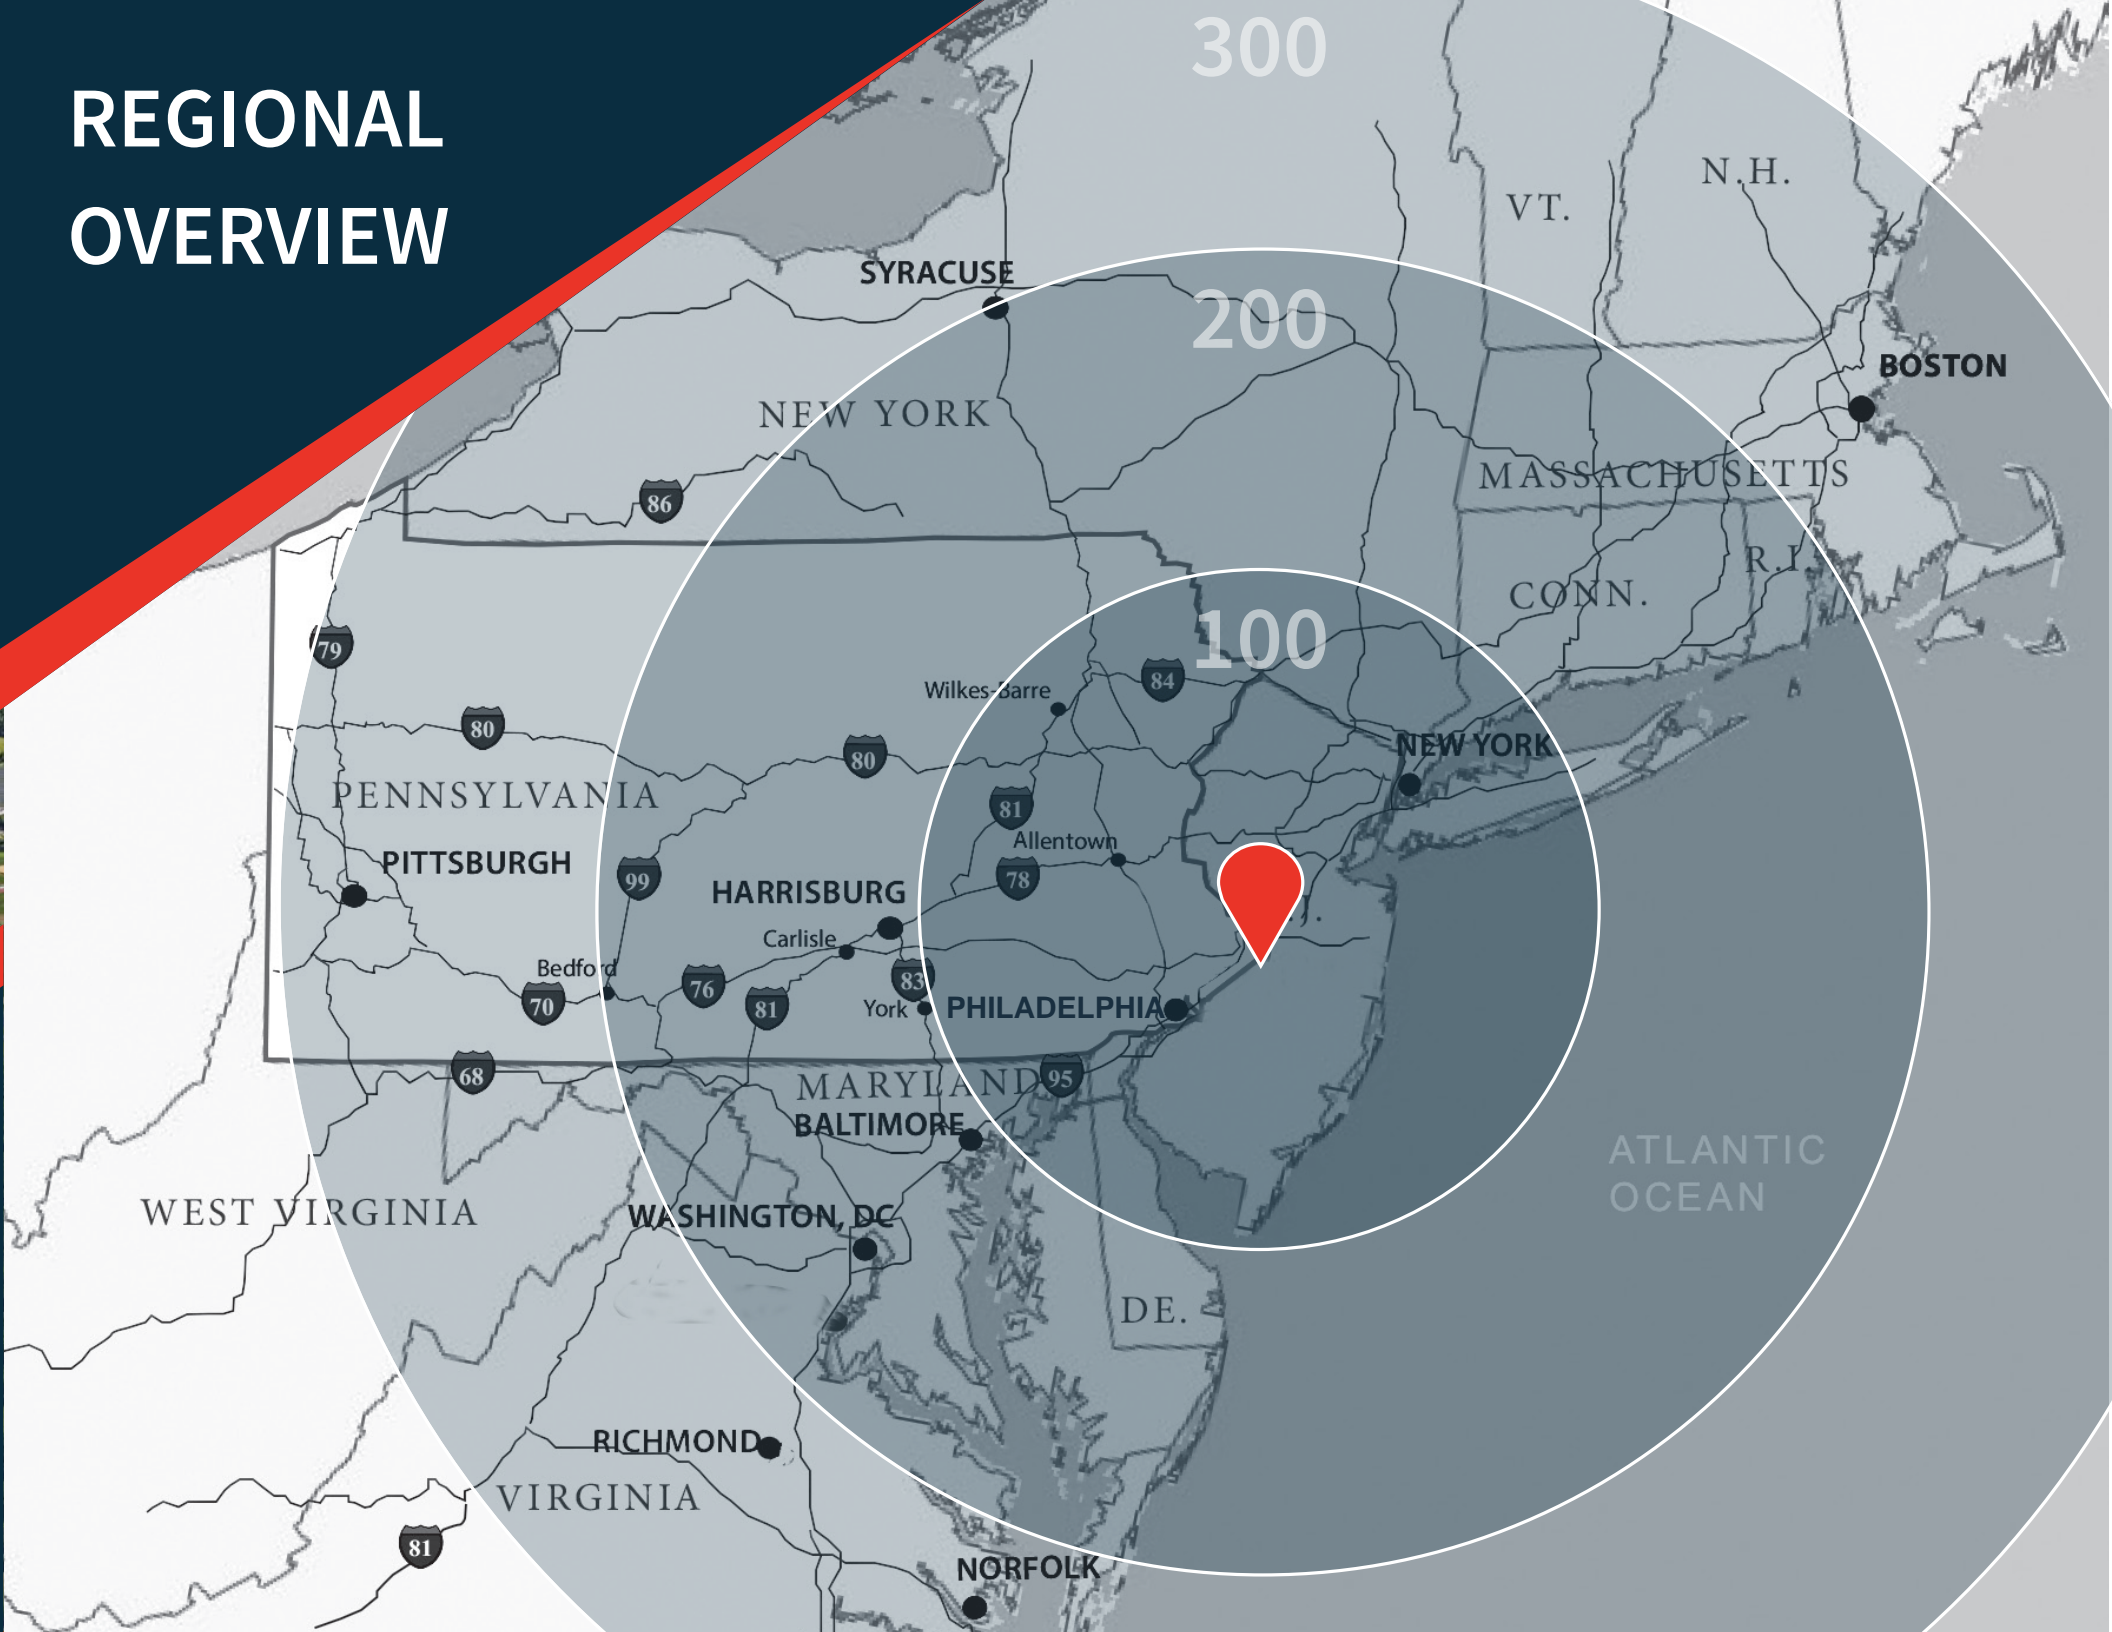 REGIONAL
OVERVIEW
300
N.H.
VT.
SYRACUSE
200
BOSTON
NEW YORK
MASSACHUSETTS
86
R.I.
CONN.
100
79
84
Wilkes-Barre
80
80
NEW YORK
PENNSYLVANIA
81
Allentown
PITTSBURGH
99
78
HARRISBURG
.J.
Carlisle
Bedford
83
76
70
81
York
PHILADELPHIA
68
95
MARYLAND
BALTIMORE
ATLANTIC
OCEAN
WEST VIRGINIA
WASHINGTON, DC
DE.
RICHMOND
VIRGINIA
81
NORFOLK